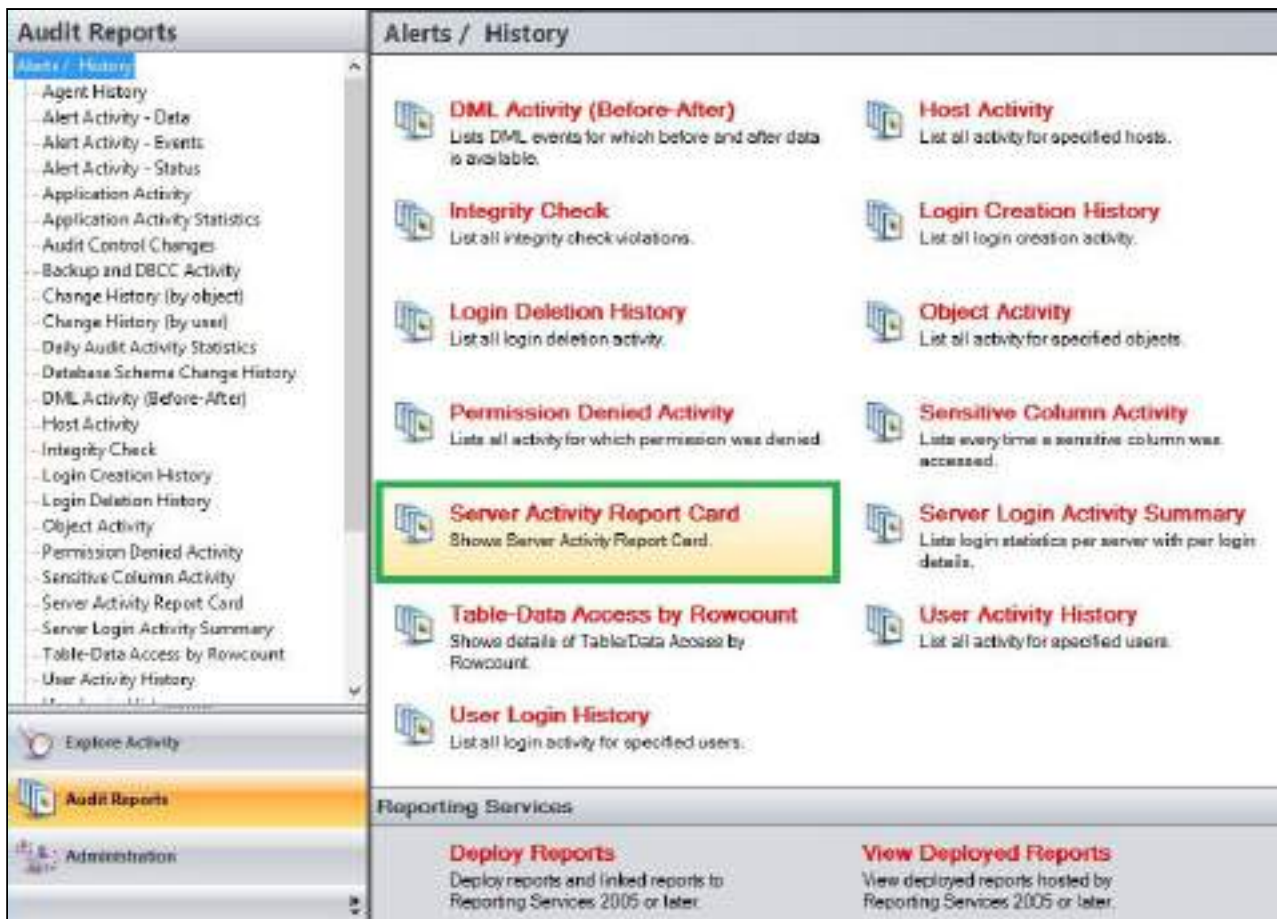 Audit Reports
Alerts / History
Agent History
Alert Activity - Data
Alert Activity - Events
Alert Activity - Status
Application Activity
Application Activity Statistics
Audit Control Changes
Backup and DBCC Activity
Change History (by object)
Change History (by user)
Daily Audit Activity Statistics
Database Schema Change History
DML Activity (Before-After)
Host Activity
Integrity Check
Login Creation History
Login Deletion History
Object Activity
Permission Denied Activity
Sensitive Column Activity
Server Activity Report Card
Server Login Activity Summary
Table-Data Access by Rowcount
User Activity History
Explore Activity
Audit Reports
Administration
Alerts / History
DML Activity (Before-After)
Lists DML events for which before and after data
is available.
Host Activity
List all activity for specified hosts.
Integrity Check
List all integrity check violations.
Login Creation History
List all login creation activity.
Login Deletion History
List all login deletion activity.
Object Activity
List all activity for specified objects.
Permission Denied Activity
Lists all activity for which permission was denied
Sensitive Column Activity
Lists every time a sensitive column was
accessed.
Server Activity Report Card
Shows Server Activity Report Card.
Server Login Activity Summary
Lists login statistics per server with per login
details.
Table-Data Access by Rowcount
Shows details of Table/Data Access by
Rowcount
User Activity History
List all activity for specified users.
User Login History
List all login activity for specified users.
Reporting Services
Deploy Reports
Deploy reports and linked reports to
Reporting Services 2005 or later.
View Deployed Reports
View deployed reports hosted by
Reporting Services 2005 or later.